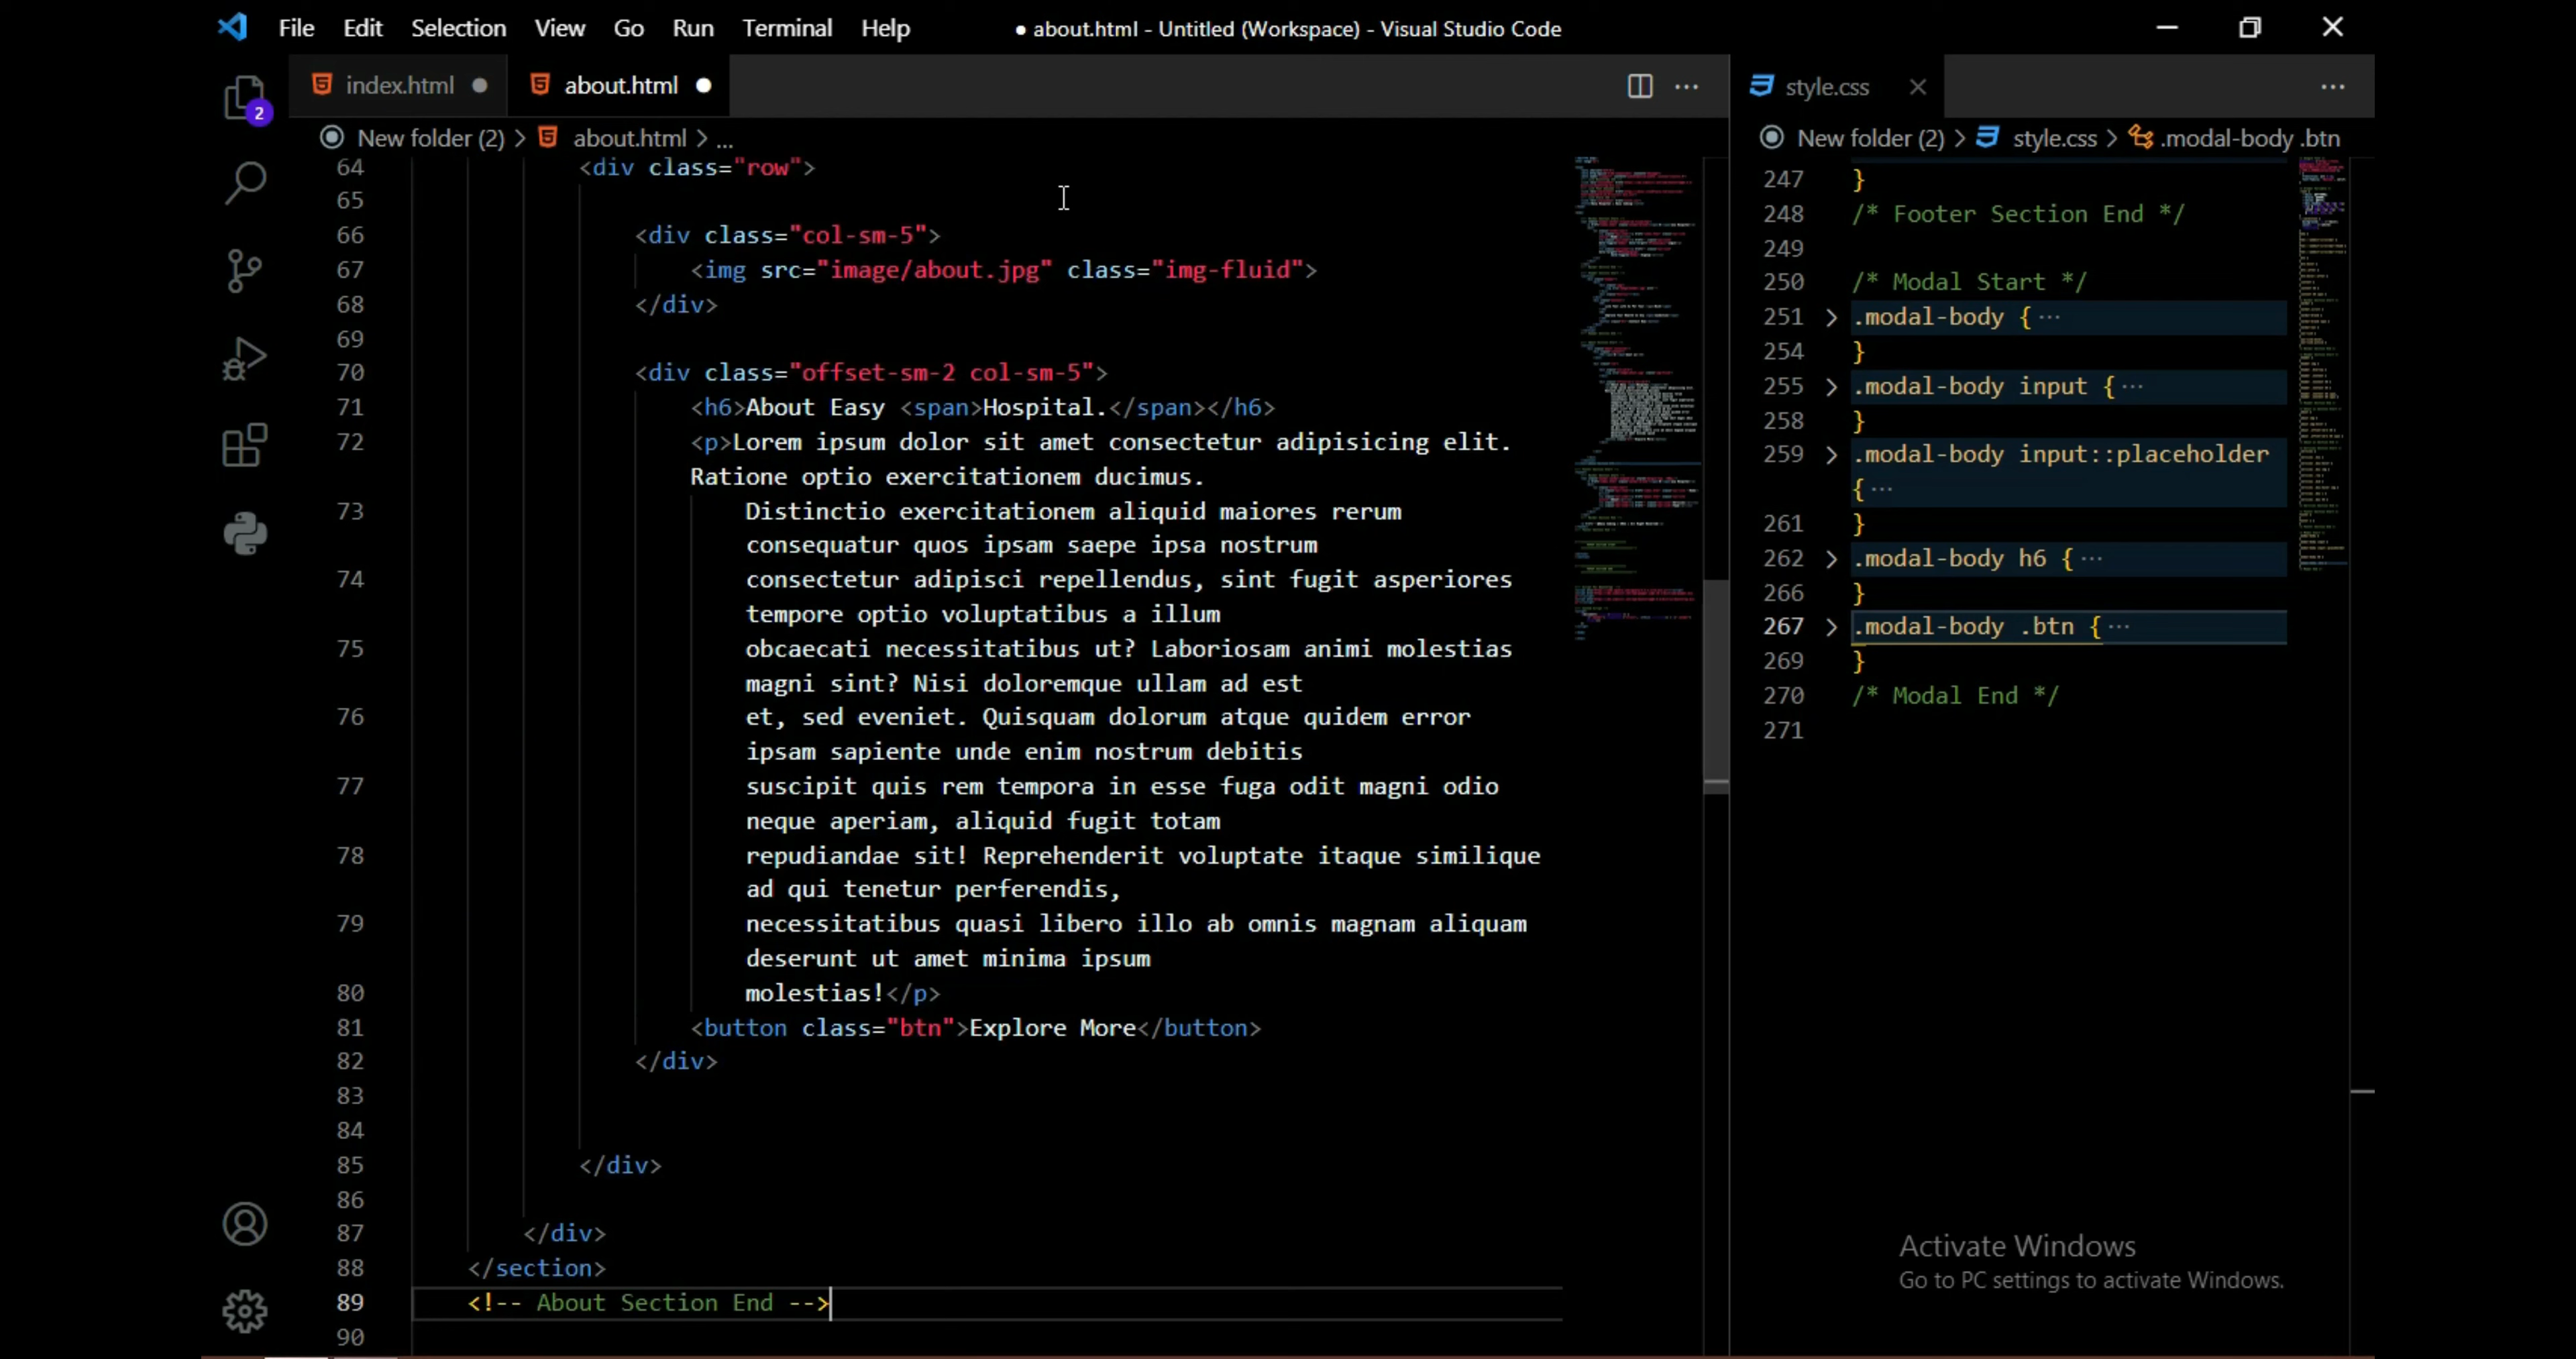 File Edit Selection View Go Run Terminal Help ● about.html - Untitled (Workspace) - Visual Studio Code
index.html about.html
2
New folder (2) > about.html > ...
64 <div class="row">
65
66 <div class="col-sm-5">
67 <img src="image/about.jpg" class="img-fluid">
68 </div>
69
70 <div class="offset-sm-2 col-sm-5">
71 <h6>About Easy <span>Hospital.</span></h6>
72 <p>Lorem ipsum dolor sit amet consectetur adipisicing elit.
Ratione optio exercitationem ducimus.
73 Distinctio exercitationem aliquid maiores rerum
consequatur quos ipsam saepe ipsa nostrum
74 consectetur adipisci repellendus, sint fugit asperiores
tempore optio voluptatibus a illum
75 obcaecati necessitatibus ut? Laboriosam animi molestias
magni sint? Nisi doloremque ullam ad est
76 et, sed eveniet. Quisquam dolorum atque quidem error
ipsam sapiente unde enim nostrum debitis
77 suscipit quis rem tempora in esse fuga odit magni odio
neque aperiam, aliquid fugit totam
78 repudiandae sit! Reprehenderit voluptate itaque similique
ad qui tenetur perferendis,
79 necessitatibus quasi libero illo ab omnis magnam aliquam
deserunt ut amet minima ipsum
80 molestias!</p>
81 <button class="btn">Explore More</button>
82 </div>
83
84
85 </div>
86
87 </div>
88 </section>
89 <!-- About Section End -->
90
style.css
New folder (2) > style.css > .modal-body .btn
247 }
248 /* Footer Section End */
249
250 /* Modal Start */
251 > .modal-body { ...
254 }
255 > .modal-body input { ...
258 }
259 > .modal-body input::placeholder
{ ...
261 }
262 > .modal-body h6 { ...
266 }
267 > .modal-body .btn { ...
269 }
270 /* Modal End */
271
Activate Windows
Go to PC settings to activate Windows.